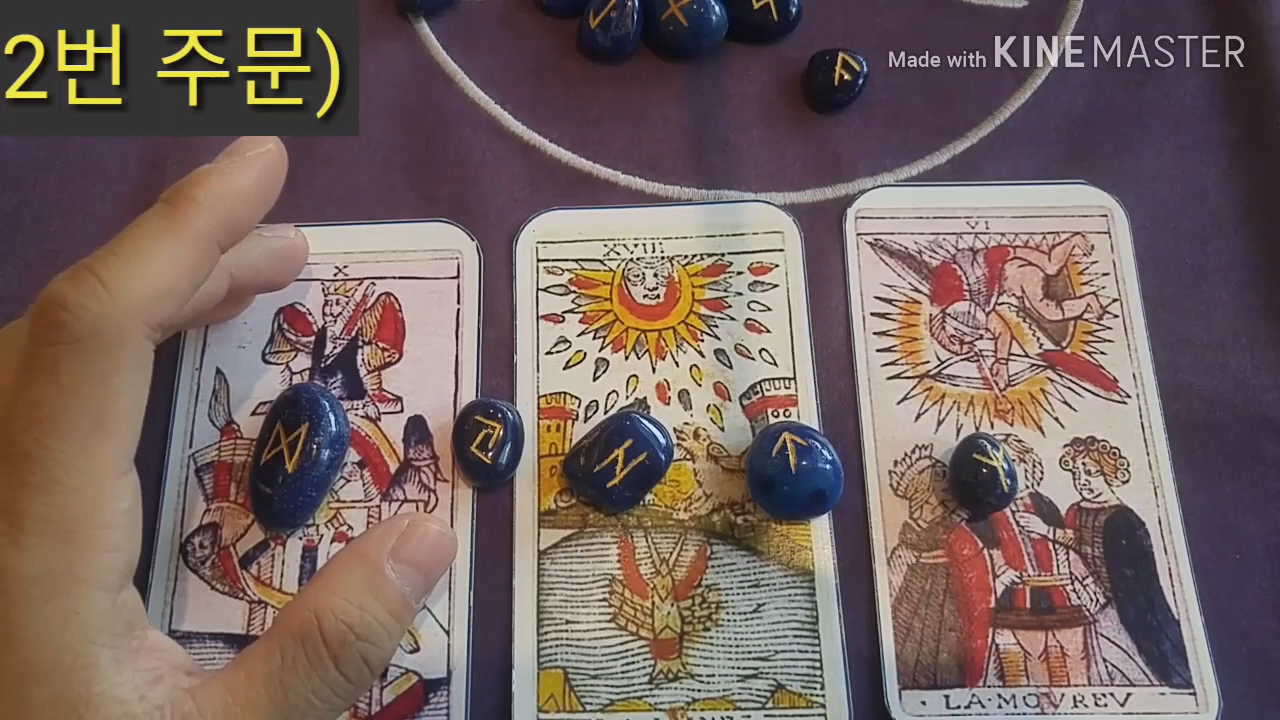 2번 주문)
Made with KINEMASTER
X
XVIII
VI
LA·MOVREV